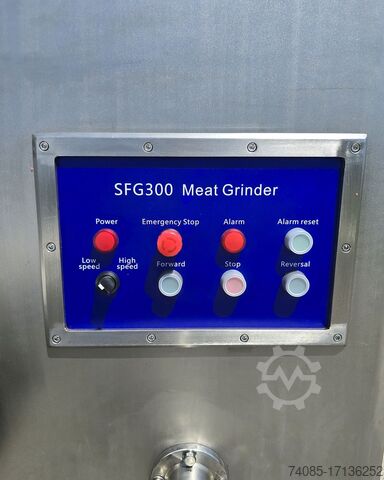 SFG300 Meat Grinder
Power Emergency Stop Alarm Alarm reset
Low speed High speed Forward Stop Reversal
74085-17136252